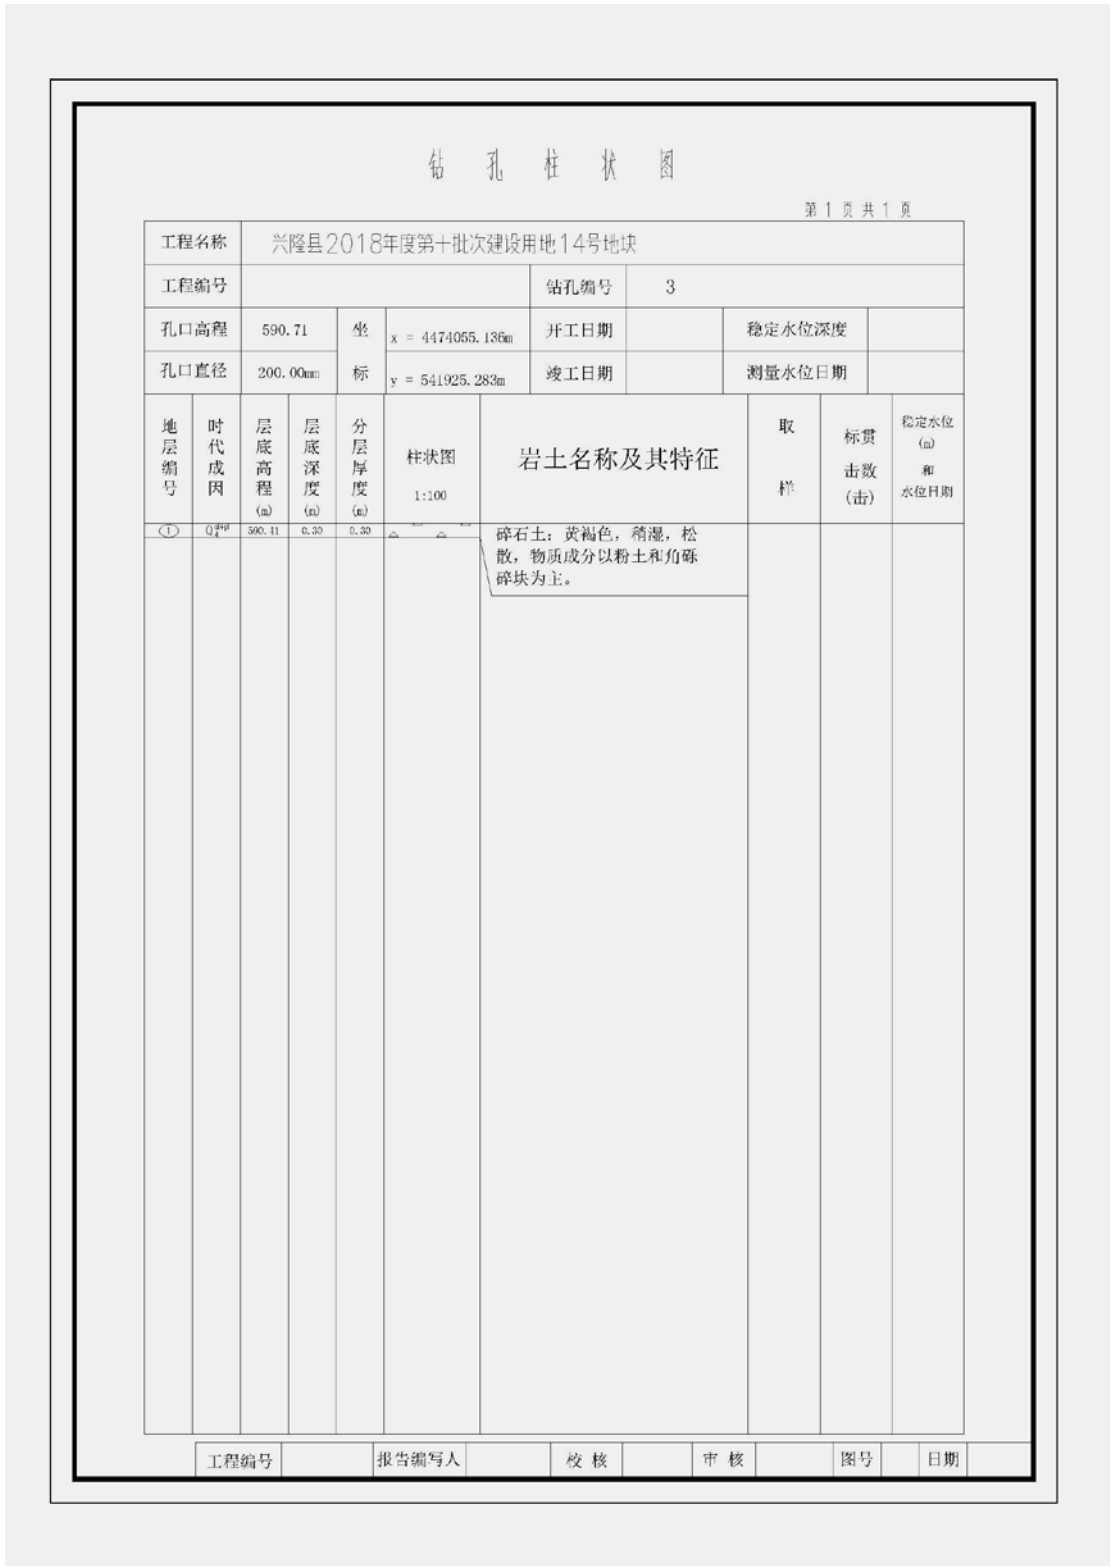 钻孔柱状图
第 1 页 共 1 页
工程名称 兴隆县2018年度第十批次建设用地14号地块
工程编号 钻孔编号 3
孔口高程 590.71 坐标 x = 4474055.136m 开工日期 稳定水位深度
孔口直径 200.00mm y = 541925.283m 竣工日期 测量水位日期
地层编号 时代成因 层底高程(m) 层底深度(m) 分层厚度(m) 柱状图 1:100 岩土名称及其特征 取样 标贯击数(击) 稳定水位(m)和水位日期
① Q 590.41 0.30 0.30 碎石土：黄褐色，稍湿，松
散，物质成分以粉土和角砾
碎块为主。
工程编号 报告编写人 校 核 审 核 图号 日期